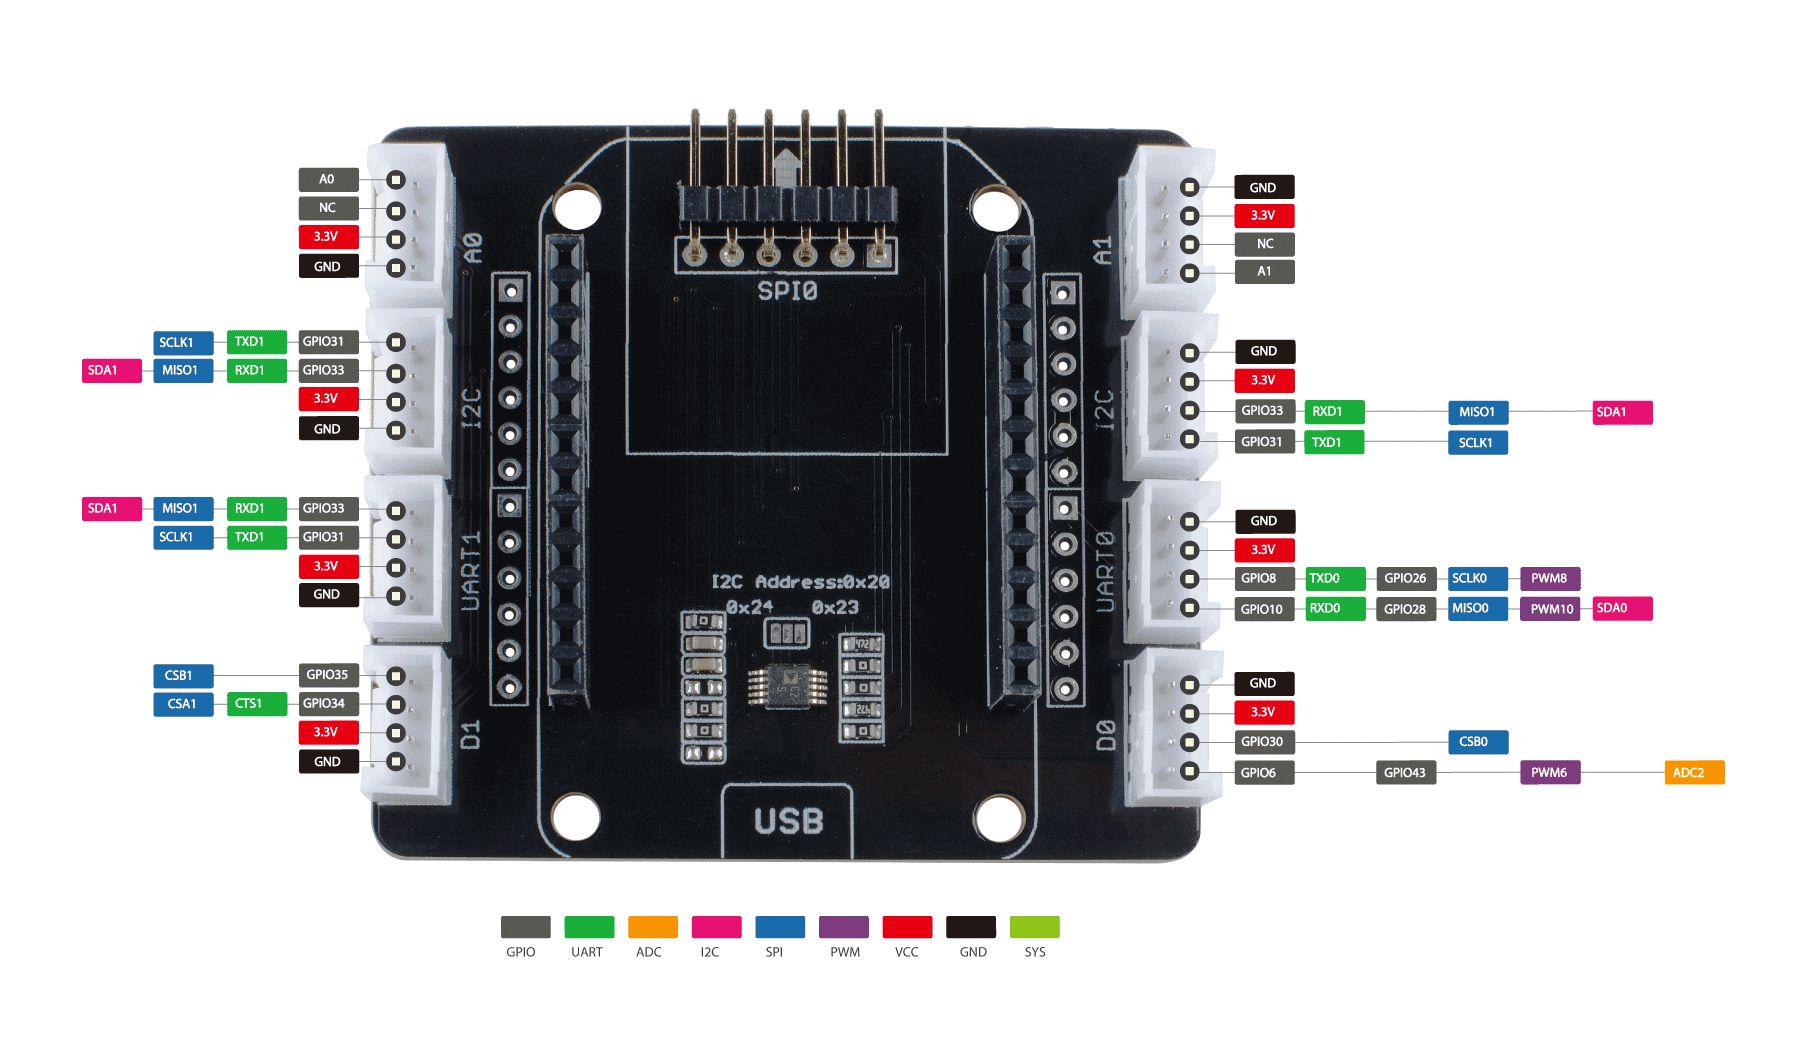 A0
NC
3.3V
GND
A0
SCLK1 TXD1 GPIO31
SDA1 MISO1 RXD1 GPIO33
3.3V
GND
I2C
SDA1 MISO1 RXD1 GPIO33
SCLK1 TXD1 GPIO31
3.3V
GND
UART1
CSB1 GPIO35
CSA1 CTS1 GPIO34
3.3V
GND
D1
SPI0
I2C Address:0x20
0x24 0x23
472
472
USB
A1
GND
3.3V
NC
A1
I2C
GND
3.3V
GPIO33 RXD1 MISO1 SDA1
GPIO31 TXD1 SCLK1
UART0
GND
3.3V
GPIO8 TXD0 GPIO26 SCLK0 PWM8
GPIO10 RXD0 GPIO28 MISO0 PWM10 SDA0
D0
GND
3.3V
GPIO30 CSB0
GPIO6 GPIO43 PWM6 ADC2
GPIO UART ADC I2C SPI PWM VCC GND SYS